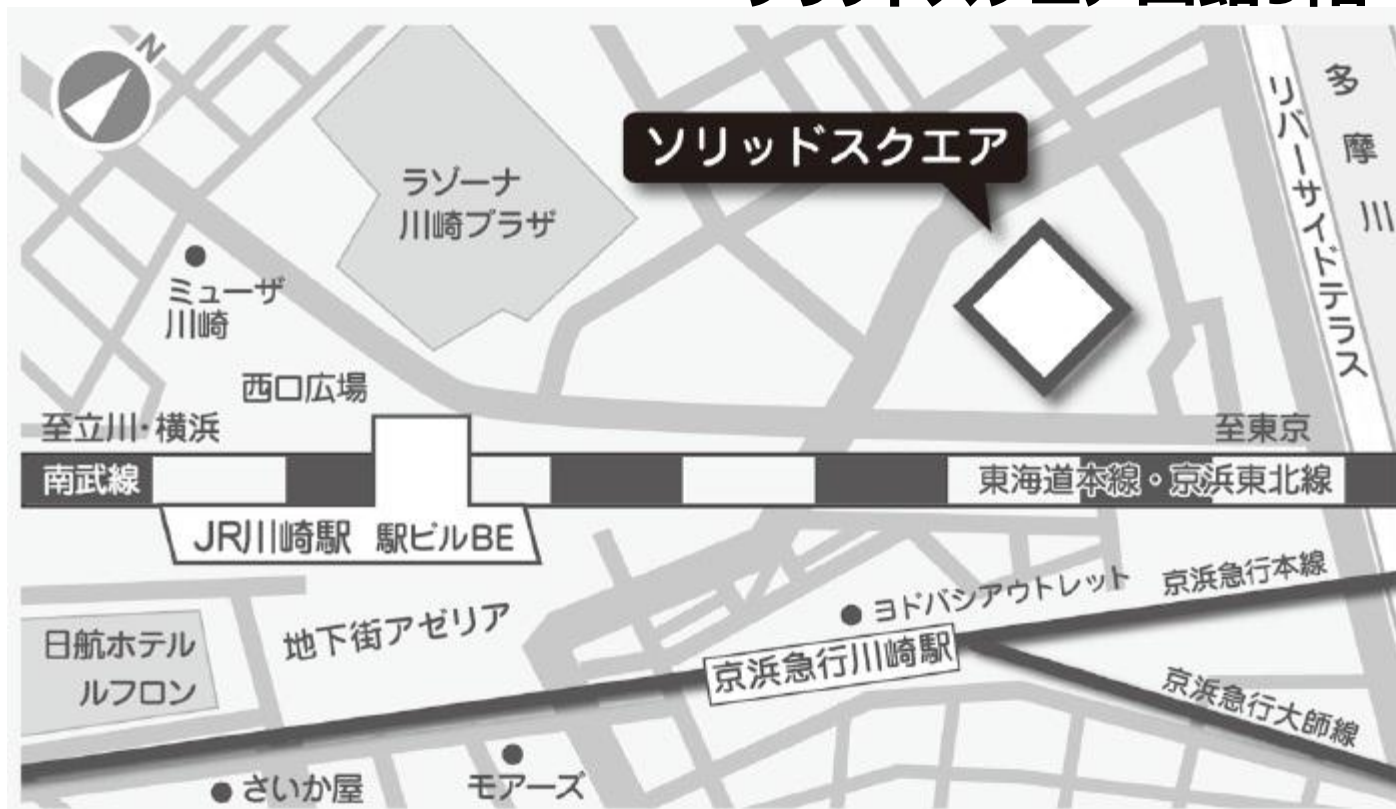 N
多摩川
リバーサイドテラス
ソリッドスクエア
ラゾーナ
川崎プラザ
ミューザ
川崎
西口広場
至立川・横浜
至東京
南武線
東海道本線・京浜東北線
JR川崎駅 駅ビルBE
ヨドバシアウトレット
京浜急行本線
地下街アゼリア
日航ホテル
ルフロン
京浜急行川崎駅
京浜急行大師線
さいか屋
モアーズ